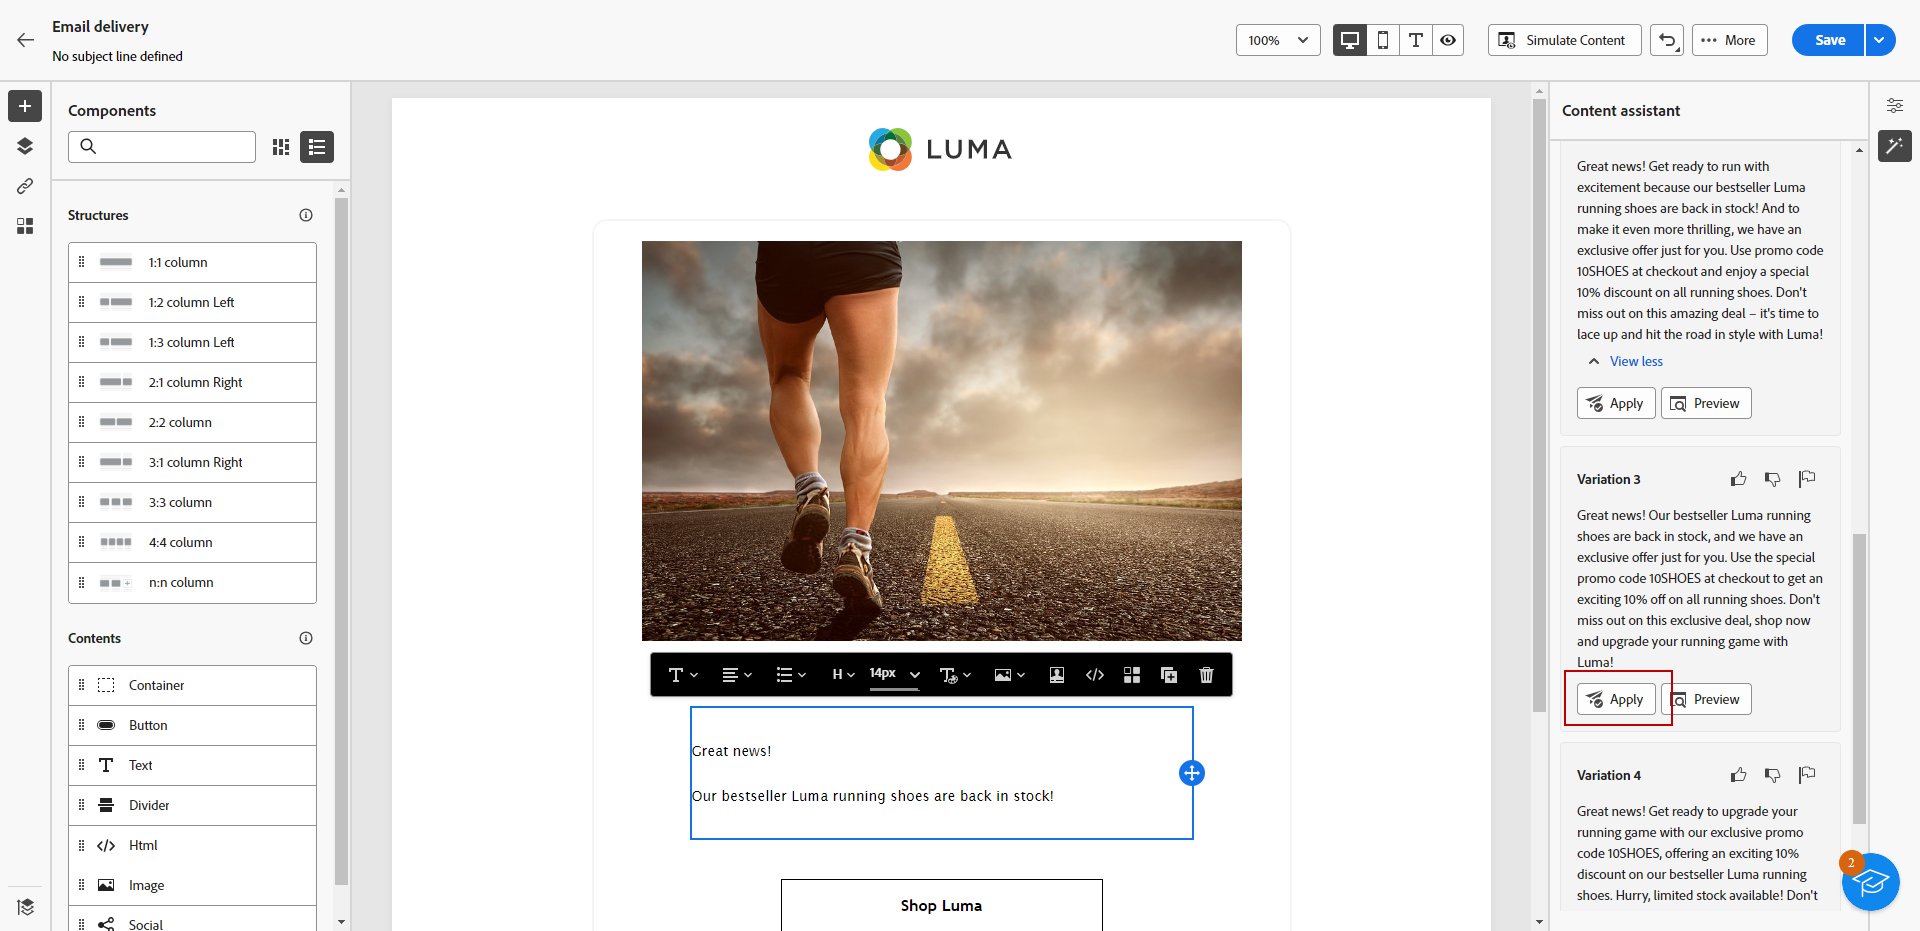 Email delivery
No subject line defined
100%
Simulate Content
More
Save
Components
Structures
1:1 column
1:2 column Left
1:3 column Left
2:1 column Right
2:2 column
3:1 column Right
3:3 column
4:4 column
n:n column
Contents
Container
Button
Text
Divider
Html
Image
Social
LUMA
H
14px
Great news!
Our bestseller Luma running shoes are back in stock!
Shop Luma
Content assistant
Great news! Get ready to run with
excitement because our bestseller Luma
running shoes are back in stock! And to
make it even more thrilling, we have an
exclusive offer just for you. Use promo code
10SHOES at checkout and enjoy a special
10% discount on all running shoes. Don't
miss out on this amazing deal – it's time to
lace up and hit the road in style with Luma!
View less
Apply
Preview
Variation 3
Great news! Our bestseller Luma running
shoes are back in stock, and we have an
exclusive offer just for you. Use the special
promo code 10SHOES at checkout to get an
exciting 10% off on all running shoes. Don't
miss out on this exclusive deal, shop now
and upgrade your running game with
Luma!
Apply
Preview
Variation 4
Great news! Get ready to upgrade your
running game with our exclusive promo
code 10SHOES, offering an exciting 10%
discount on our bestseller Luma running
shoes. Hurry, limited stock available! Don't
2